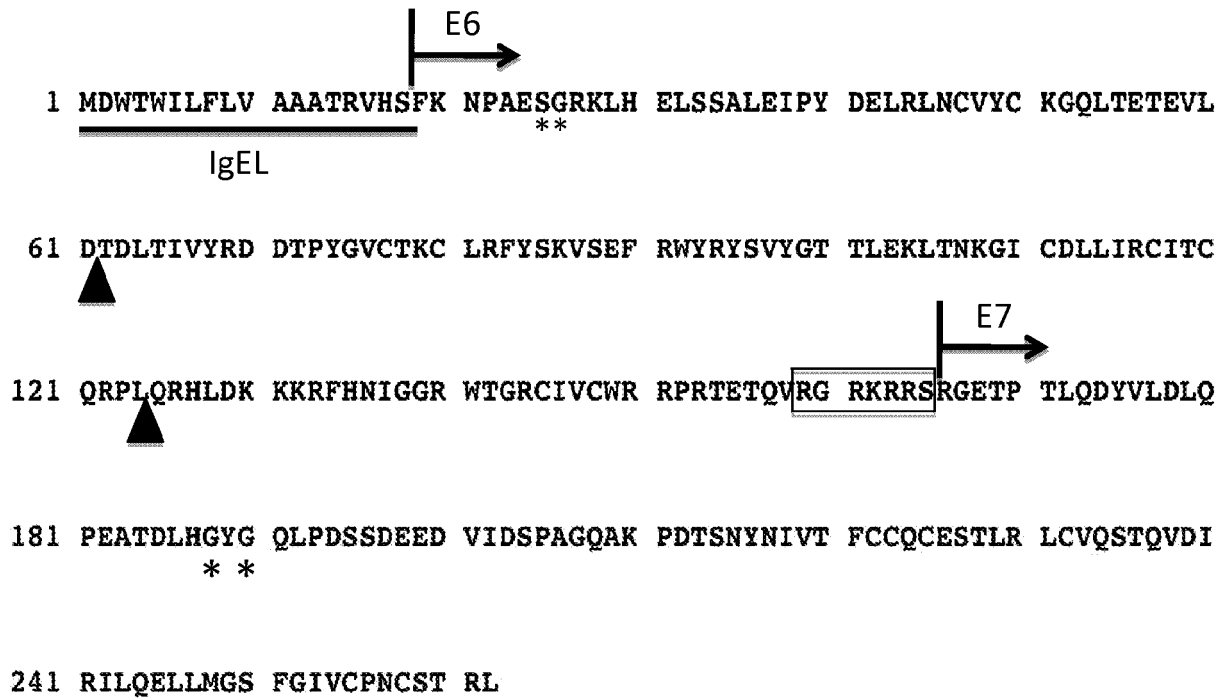 E6
1 MDWTWILFLV AAATRVHSFK NPAESGRKLH ELSSALEIPY DELRLNCVYC KGQLTETEVL
**
IgEL
61 DTDLTIVYRD DTPYGVCTKC LRFYSKVSEF RWYRYSVYGT TLEKLTNKGI CDLLIRCITC
E7
121 QRPLQRHLDK KKRFHNIGGR WTGRCIVCWR RPRTETQVRG RKRRSRGETP TLQDYVLDLQ
181 PEATDLHGYG QLPDSSDEED VIDSPAGQAK PDTSNYNIVT FCCQCESTLR LCVQSTQVDI
* *
241 RILQELLMGS FGIVCPNCST RL